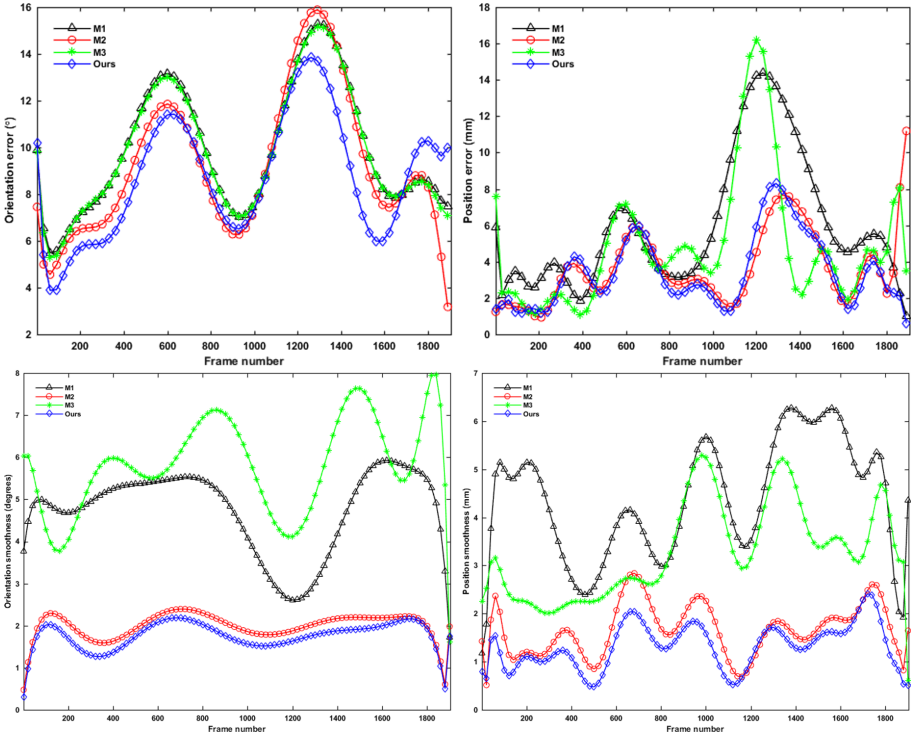 16
14
12
10
8
6
4
2
Orientation error (°)
M1
M2
M3
Ours
0 200 400 600 800 1000 1200 1400 1600 1800
Frame number
18
16
14
12
10
8
6
4
2
0
Position error (mm)
M1
M2
M3
Ours
0 200 400 600 800 1000 1200 1400 1600 1800
Frame number
8
7
6
5
4
3
2
1
0
Orientation smoothness (degrees)
M1
M2
M3
Ours
200 400 600 800 1000 1200 1400 1600 1800
Frame number
7
6
5
4
3
2
1
0
Position smoothness (mm)
M1
M2
M3
Ours
200 400 600 800 1000 1200 1400 1600 1800
Frame number